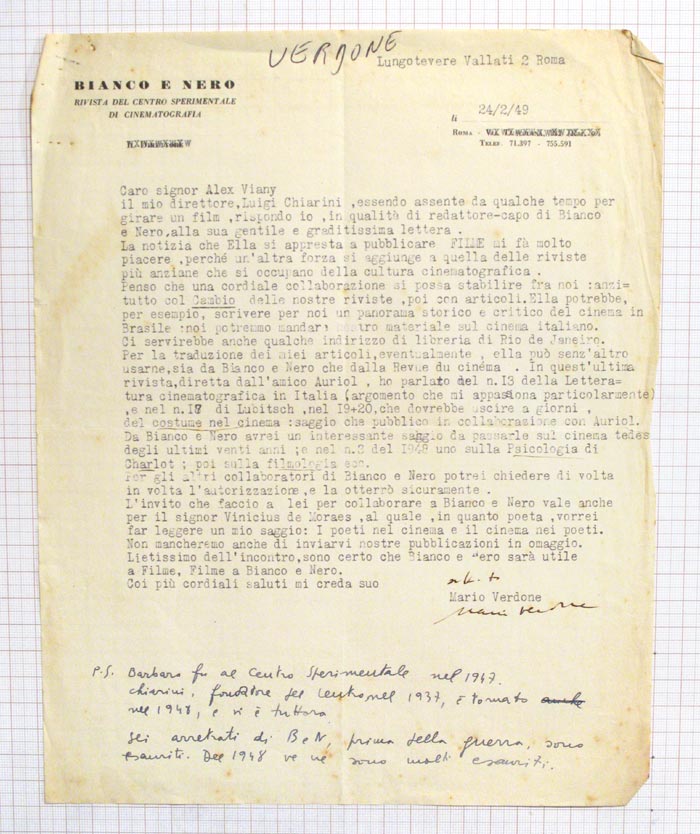 VERDONE
Lungotevere Vallati 2 Roma
BIANCO E NERO
RIVISTA DEL CENTRO SPERIMENTALE
DI CINEMATOGRAFIA
li 24/2/49
ROMA -
TELEF. 71.397 - 755.591
Caro signor Alex Viany
il mio direttore,Luigi Chiarini ,essendo assente da qualche tempo per
girare un film ,rispondo io ,in qualità di redattore-capo di Bianco
e Nero,alla sua gentile e graditissima lettera .
La notizia che Ella si appresta a pubblicare FILME mi fà molto
piacere ,perché un'altra forza si aggiunge a quella delle riviste
più anziane che si occupano della cultura cinematografica .
Penso che una cordiale collaborazione si possa stabilire fra noi :anzi=
tutto col Cambio delle nostre riviste ,poi con articoli.Ella potrebbe,
per esempio, scrivere per noi un panorama storico e critico del cinema in
Brasile :noi potremmo mandarvi nostro materiale sul cinema italiano.
Ci servirebbe anche qualche indirizzo di libreria di Rio de Janeiro.
Per la traduzione dei miei articoli,eventualmente , ella può senz'altro
usarne,sia da Bianco e Nero che dalla Revue du cinéma . In quest'ultima
rivista,diretta dall'amico Auriol , ho parlato del n.13 della Lettera=
tura cinematografica in Italia (argomento che mi appassiona particolarmente)
,e nel n.18 di Lubitsch ,nel 19+20,che dovrebbe uscire a giorni ,
del costume nel cinema :saggio che pubblico in collaborazione con Auriol.
Da Bianco e Nero avrei un interessante saggio da passarle sul cinema tedes
degli ultimi venti anni ;e nel n.2 del 1948 uno sulla Psicologia di
Charlot ; poi sulla filmologia ecc.
Per gli altri collaboratori di Bianco e Nero potrei chiedere di volta
in volta l'autorizzazione,e la otterrò sicuramente .
L'invito che faccio a lei per collaborare a Bianco e Nero vale anche
per il signor Vinicius de Moraes ,al quale ,in quanto poeta ,vorrei
far leggere un mio saggio: I poeti nel cinema e il cinema nei poeti.
Non mancheremo anche di inviarvi nostre pubblicazioni in omaggio.
Lietissimo dell'incontro,sono certo che Bianco e Nero sarà utile
a Filme, Filme a Bianco e Nero.
Coi più cordiali saluti mi creda suo
Mario Verdone
Mario Verdone
P.S. Barbaro fu al Centro Sperimentale nel 1947.
Chiarini, fondatore del Centro nel 1937, è tornato anche
nel 1948, e vi è tuttora
Gli arretrati di B e N, prima della guerra, sono
esauriti. Del 1948 ve ne sono molti esauriti.